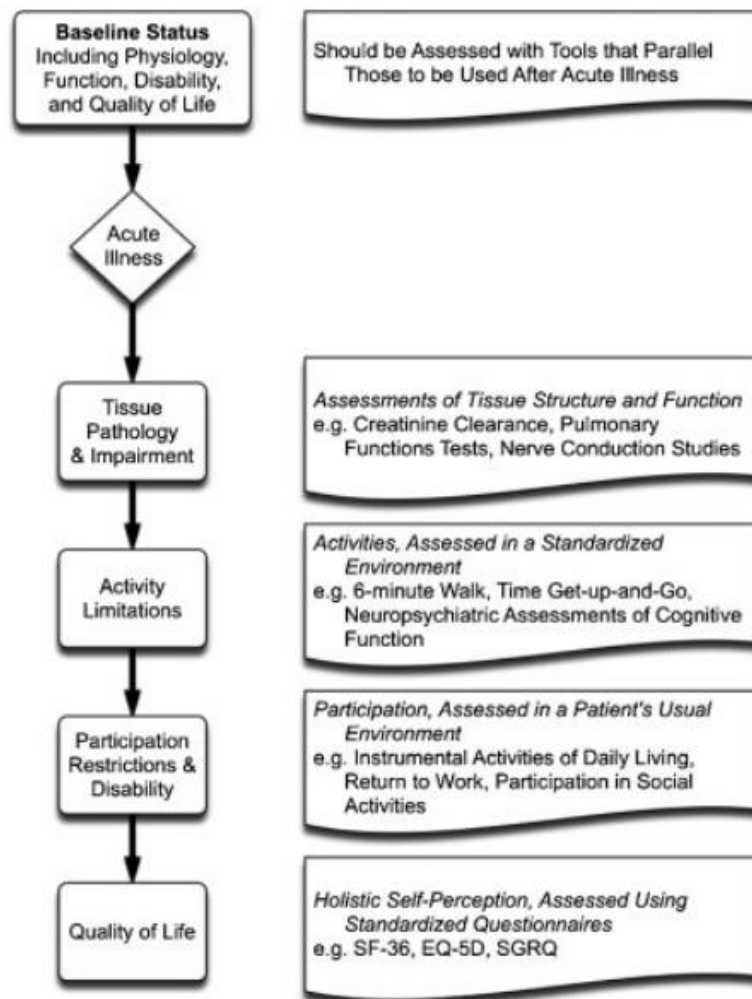 Baseline Status
Including Physiology,
Function, Disability,
and Quality of Life
Should be Assessed with Tools that Parallel
Those to be Used After Acute Illness
Acute
Illness
Tissue
Pathology
& Impairment
Assessments of Tissue Structure and Function
e.g. Creatinine Clearance, Pulmonary
Functions Tests, Nerve Conduction Studies
Activity
Limitations
Activities, Assessed in a Standardized
Environment
e.g. 6-minute Walk, Time Get-up-and-Go,
Neuropsychiatric Assessments of Cognitive
Function
Participation
Restrictions &
Disability
Participation, Assessed in a Patient's Usual
Environment
e.g. Instrumental Activities of Daily Living,
Return to Work, Participation in Social
Activities
Quality of Life
Holistic Self-Perception, Assessed Using
Standardized Questionnaires
e.g. SF-36, EQ-5D, SGRQ